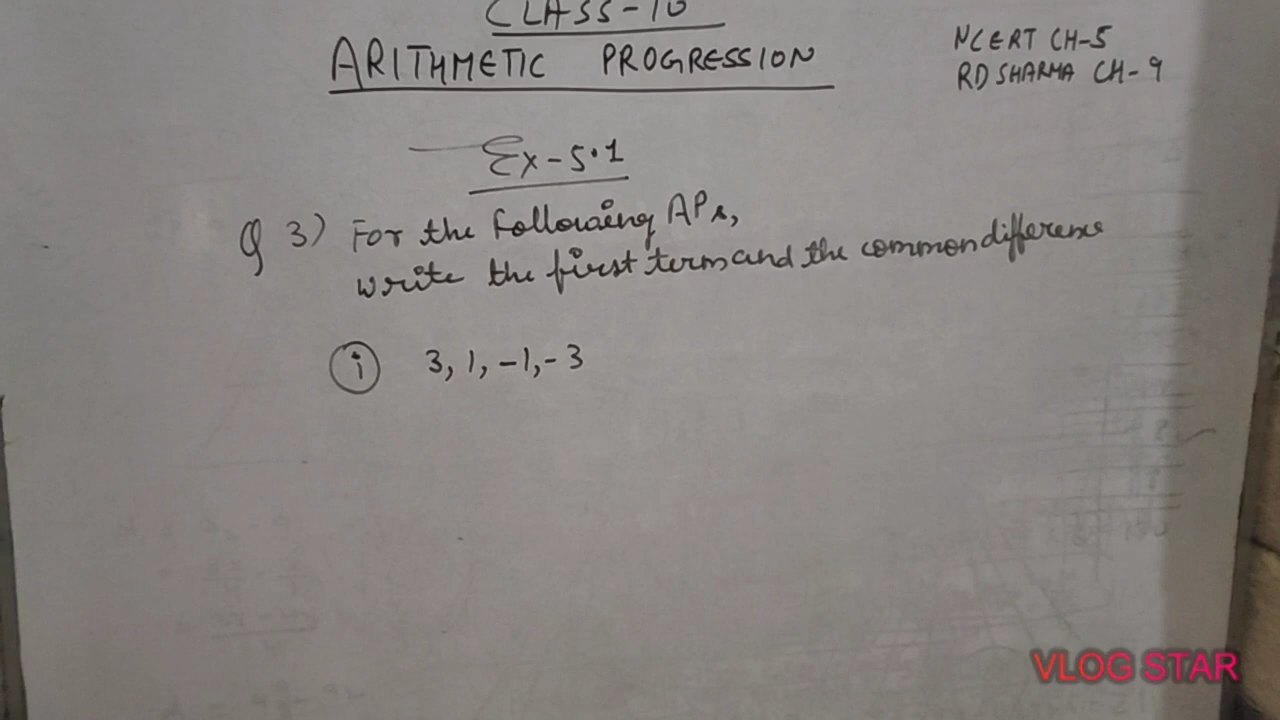 CLASS-10
ARITHMETIC PROGRESSION
NCERT CH-5
RD SHARMA CH-9
Ex-5.1
Q 3) For the following APs,
write the first term and the common difference
i 3, 1, -1, -3
VLOG STAR